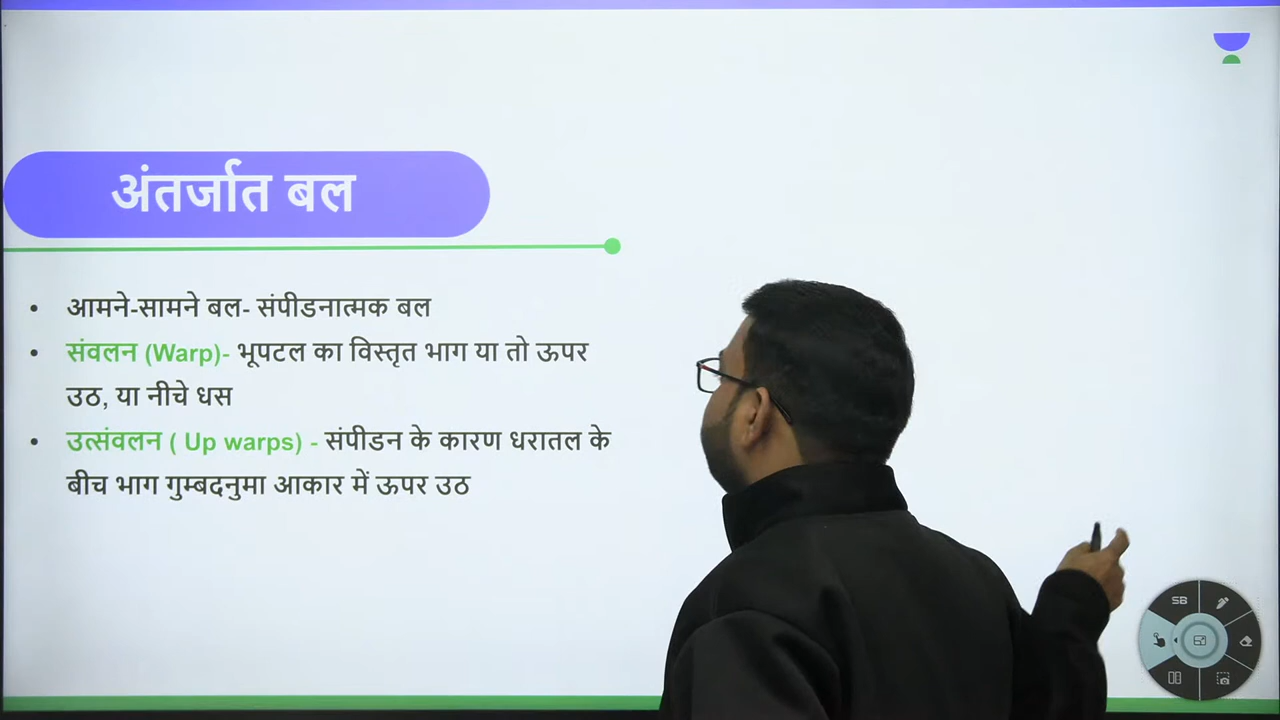 अंतर्जात बल
• आमने-सामने बल- संपीडनात्मक बल
• संवलन (Warp)- भूपटल का विस्तृत भाग या तो ऊपर
उठ, या नीचे धस
• उत्संवलन ( Up warps) - संपीडन के कारण धरातल के
बीच भाग गुम्बदनुमा आकार में ऊपर उठ
SB